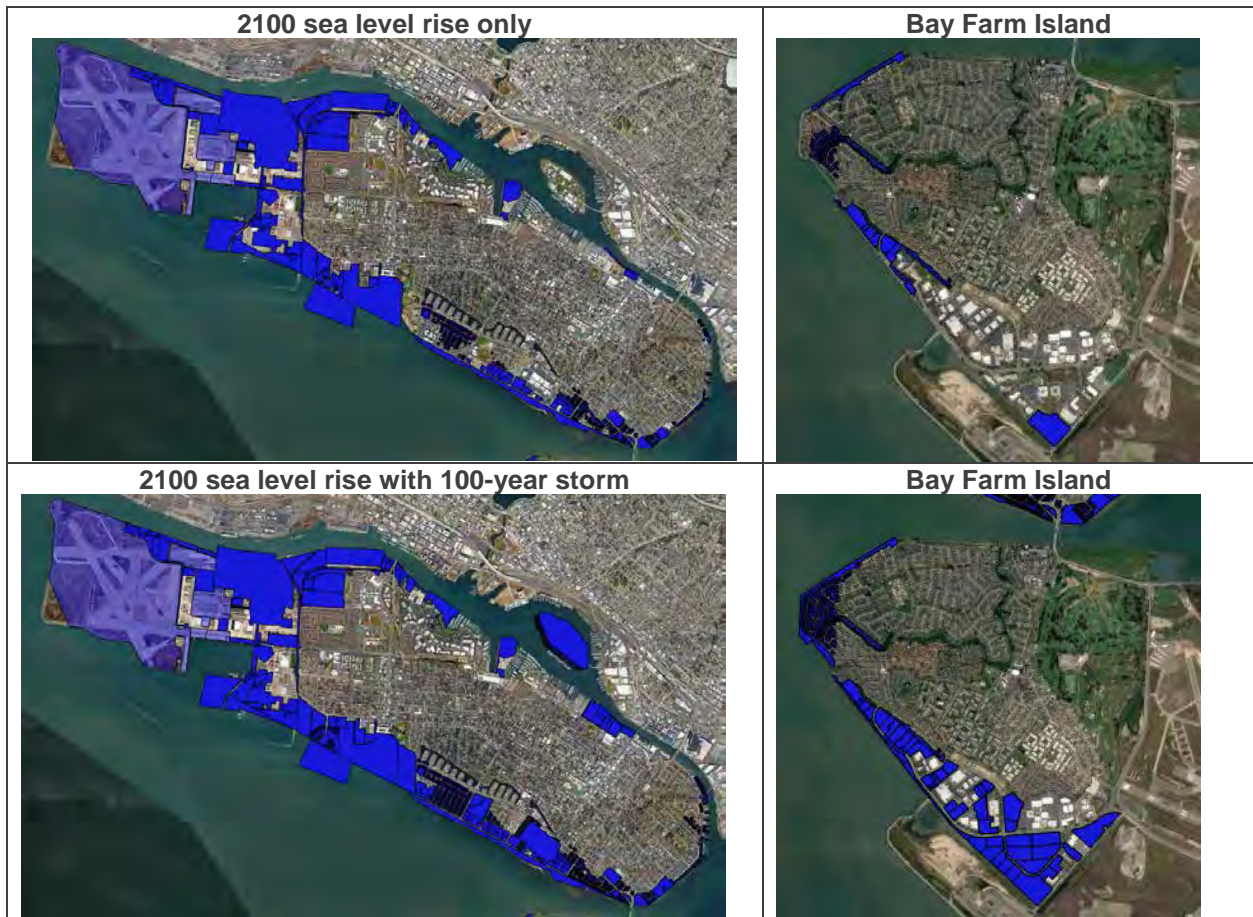 2100 sea level rise only
Bay Farm Island
2100 sea level rise with 100-year storm
Bay Farm Island